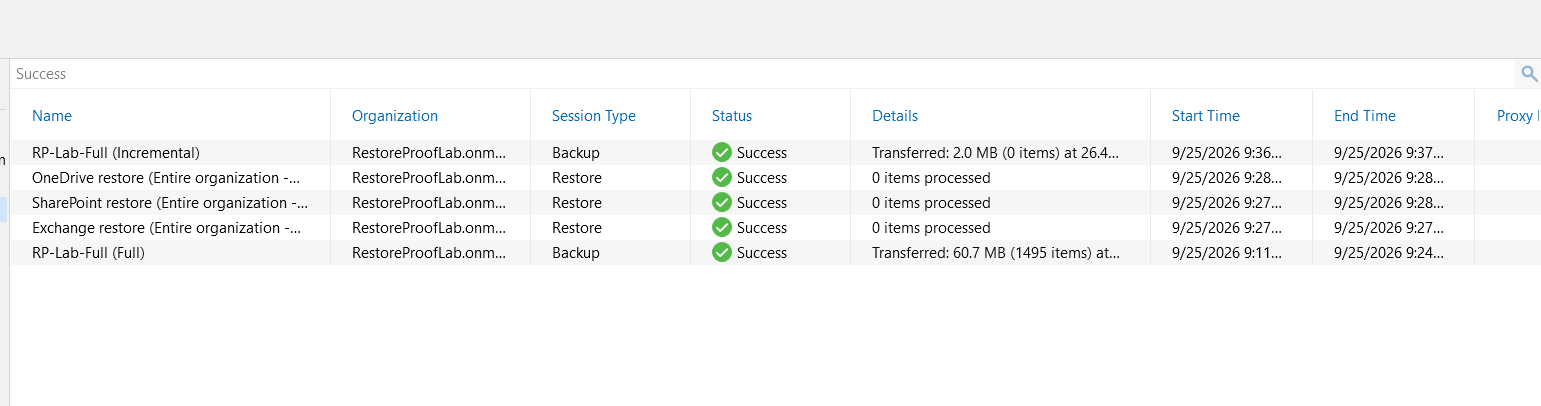 Success
Name Organization Session Type Status Details Start Time End Time Proxy
RP-Lab-Full (Incremental) RestoreProofLab.onm... Backup Success Transferred: 2.0 MB (0 items) at 26.4... 9/25/2026 9:36... 9/25/2026 9:37...
OneDrive restore (Entire organization -... RestoreProofLab.onm... Restore Success 0 items processed 9/25/2026 9:28... 9/25/2026 9:28...
SharePoint restore (Entire organization -... RestoreProofLab.onm... Restore Success 0 items processed 9/25/2026 9:27... 9/25/2026 9:28...
Exchange restore (Entire organization -... RestoreProofLab.onm... Restore Success 0 items processed 9/25/2026 9:27... 9/25/2026 9:27...
RP-Lab-Full (Full) RestoreProofLab.onm... Backup Success Transferred: 60.7 MB (1495 items) at... 9/25/2026 9:11... 9/25/2026 9:24...